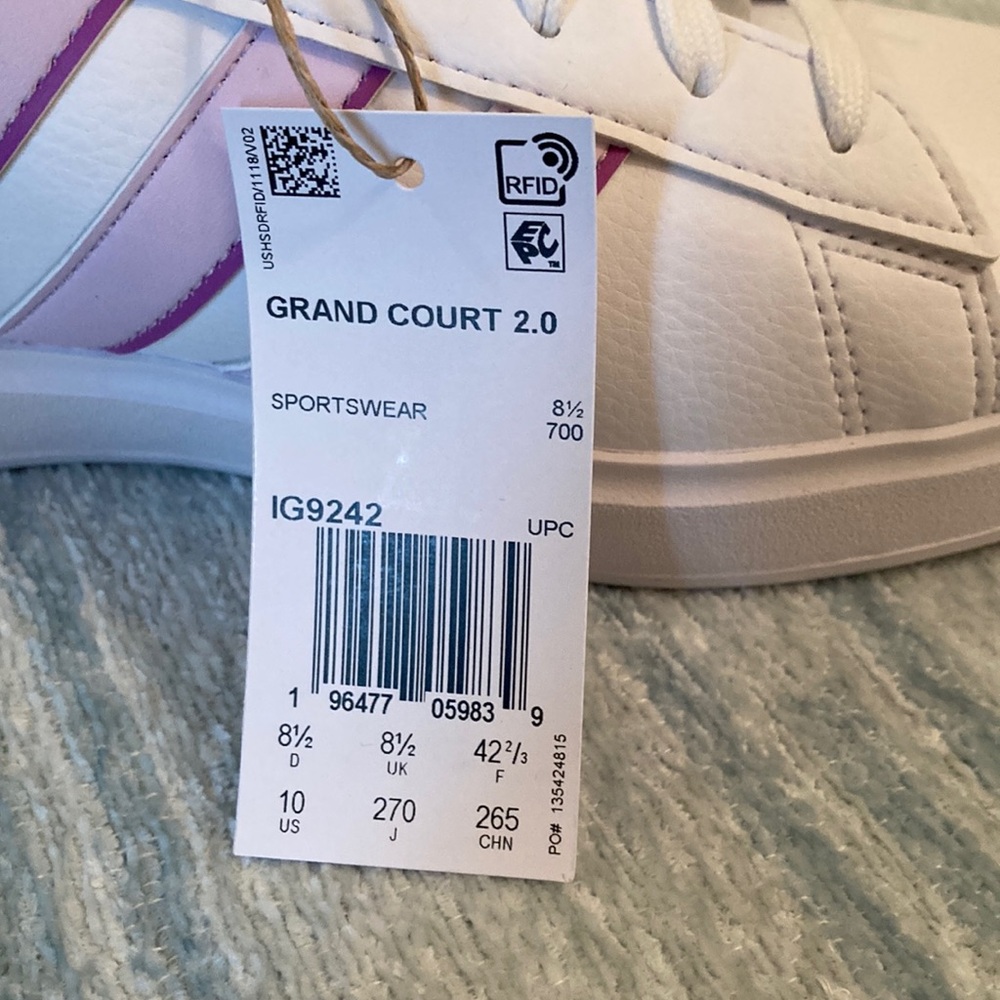 USHSDRFID/1118/V02
RFID
EPC™
GRAND COURT 2.0
SPORTSWEAR 8½
700
IG9242
UPC
1 96477 05983 9
8½ 8½ 42²/₃
D UK F
10 270 265
US J CHN
PO# 135424815